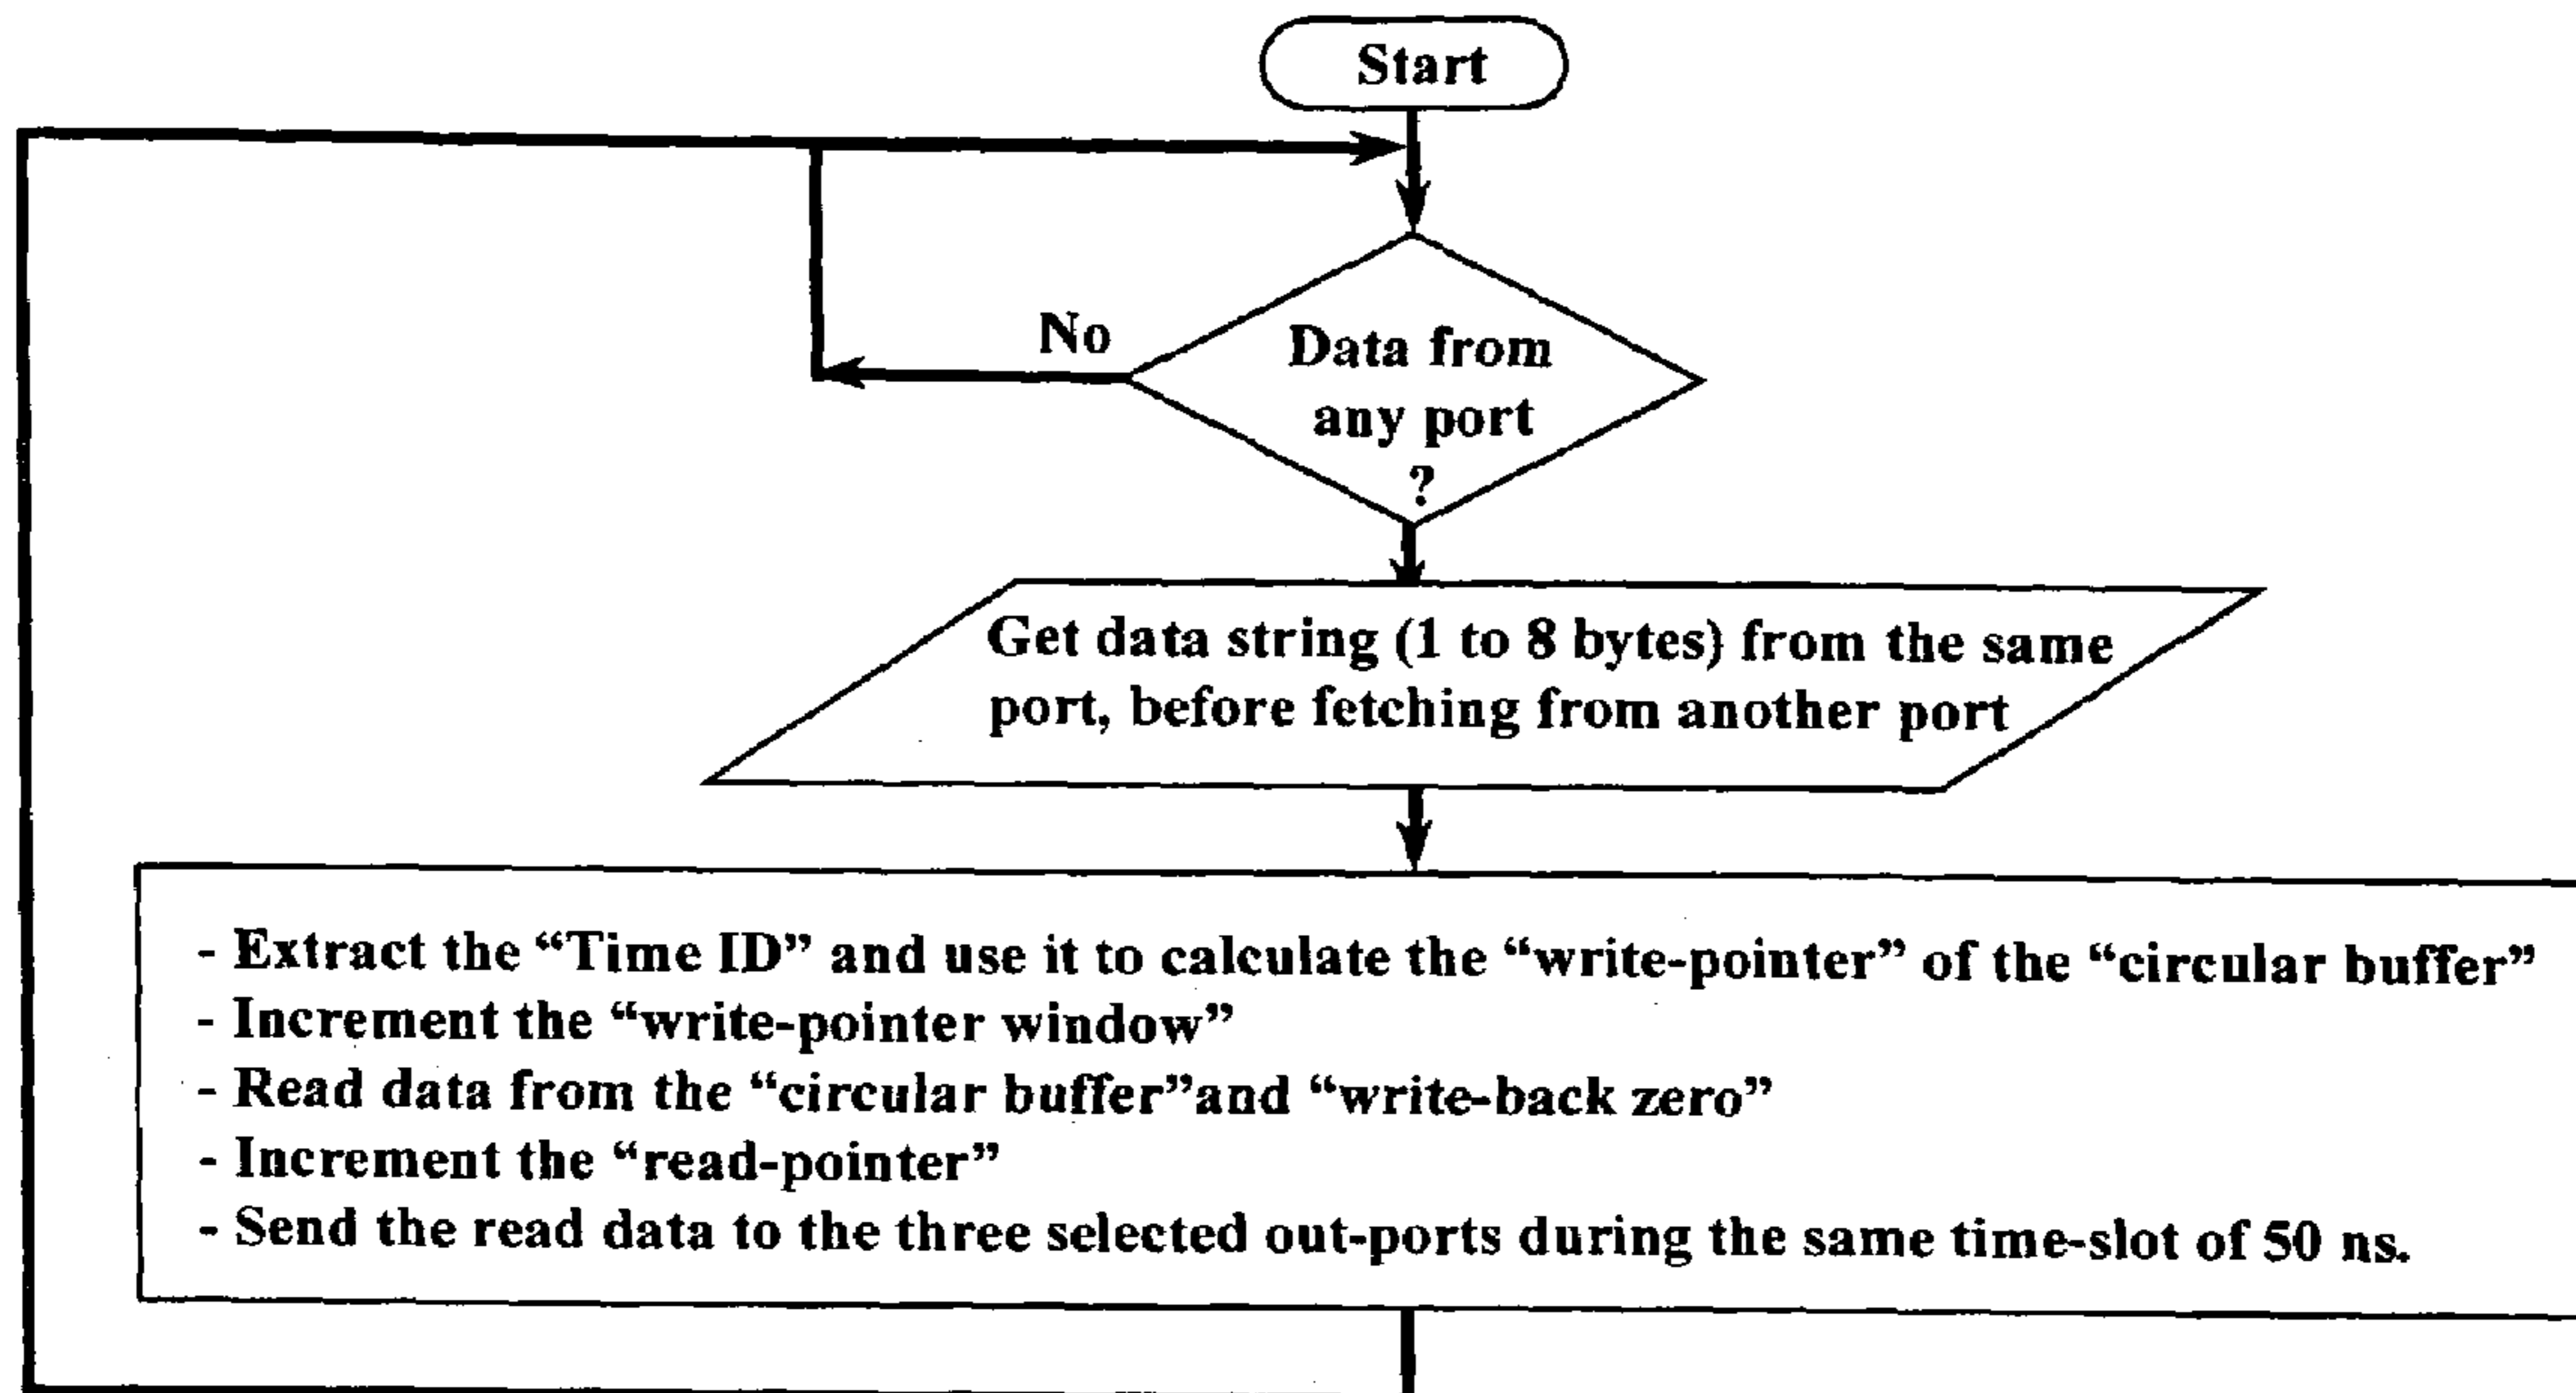 Start
No
Data from
any port
?
Get data string (1 to 8 bytes) from the same
port, before fetching from another port
- Extract the “Time ID” and use it to calculate the “write-pointer” of the “circular buffer”
- Increment the “write-pointer window”
- Read data from the “circular buffer”and “write-back zero”
- Increment the “read-pointer”
- Send the read data to the three selected out-ports during the same time-slot of 50 ns.